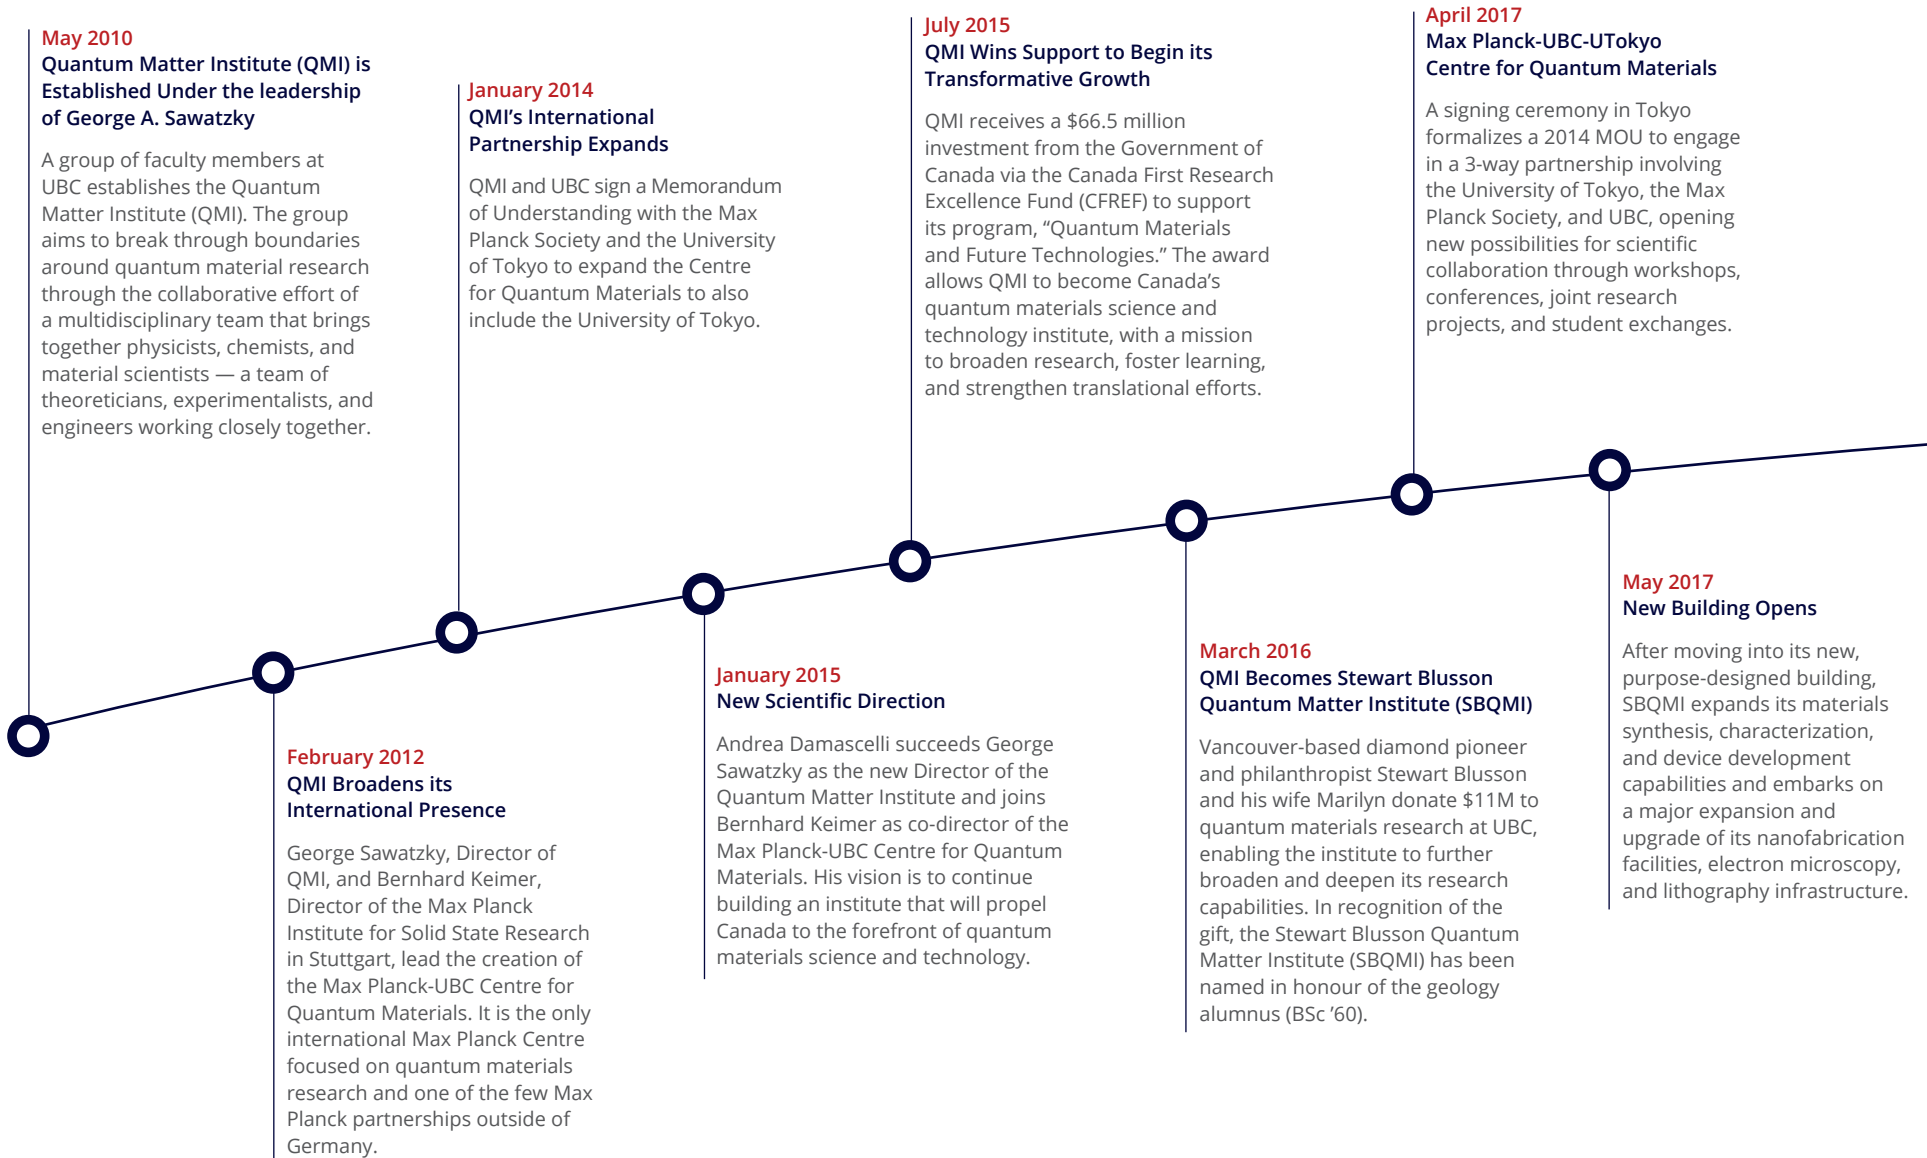 May 2010
Quantum Matter Institute (QMI) is
Established Under the leadership
of George A. Sawatzky
A group of faculty members at
UBC establishes the Quantum
Matter Institute (QMI). The group
aims to break through boundaries
around quantum material research
through the collaborative effort of
a multidisciplinary team that brings
together physicists, chemists, and
material scientists — a team of
theoreticians, experimentalists, and
engineers working closely together.
February 2012
QMI Broadens its
International Presence
George Sawatzky, Director of
QMI, and Bernhard Keimer,
Director of the Max Planck
Institute for Solid State Research
in Stuttgart, lead the creation of
the Max Planck-UBC Centre for
Quantum Materials. It is the only
international Max Planck Centre
focused on quantum materials
research and one of the few Max
Planck partnerships outside of
Germany.
January 2014
QMI’s International
Partnership Expands
QMI and UBC sign a Memorandum
of Understanding with the Max
Planck Society and the University
of Tokyo to expand the Centre
for Quantum Materials to also
include the University of Tokyo.
January 2015
New Scientific Direction
Andrea Damascelli succeeds George
Sawatzky as the new Director of the
Quantum Matter Institute and joins
Bernhard Keimer as co-director of the
Max Planck-UBC Centre for Quantum
Materials. His vision is to continue
building an institute that will propel
Canada to the forefront of quantum
materials science and technology.
July 2015
QMI Wins Support to Begin its
Transformative Growth
QMI receives a $66.5 million
investment from the Government of
Canada via the Canada First Research
Excellence Fund (CFREF) to support
its program, “Quantum Materials
and Future Technologies.” The award
allows QMI to become Canada’s
quantum materials science and
technology institute, with a mission
to broaden research, foster learning,
and strengthen translational efforts.
March 2016
QMI Becomes Stewart Blusson
Quantum Matter Institute (SBQMI)
Vancouver-based diamond pioneer
and philanthropist Stewart Blusson
and his wife Marilyn donate $11M to
quantum materials research at UBC,
enabling the institute to further
broaden and deepen its research
capabilities. In recognition of the
gift, the Stewart Blusson Quantum
Matter Institute (SBQMI) has been
named in honour of the geology
alumnus (BSc ’60).
April 2017
Max Planck-UBC-UTokyo
Centre for Quantum Materials
A signing ceremony in Tokyo
formalizes a 2014 MOU to engage
in a 3-way partnership involving
the University of Tokyo, the Max
Planck Society, and UBC, opening
new possibilities for scientific
collaboration through workshops,
conferences, joint research
projects, and student exchanges.
May 2017
New Building Opens
After moving into its new,
purpose-designed building,
SBQMI expands its materials
synthesis, characterization,
and device development
capabilities and embarks on
a major expansion and
upgrade of its nanofabrication
facilities, electron microscopy,
and lithography infrastructure.